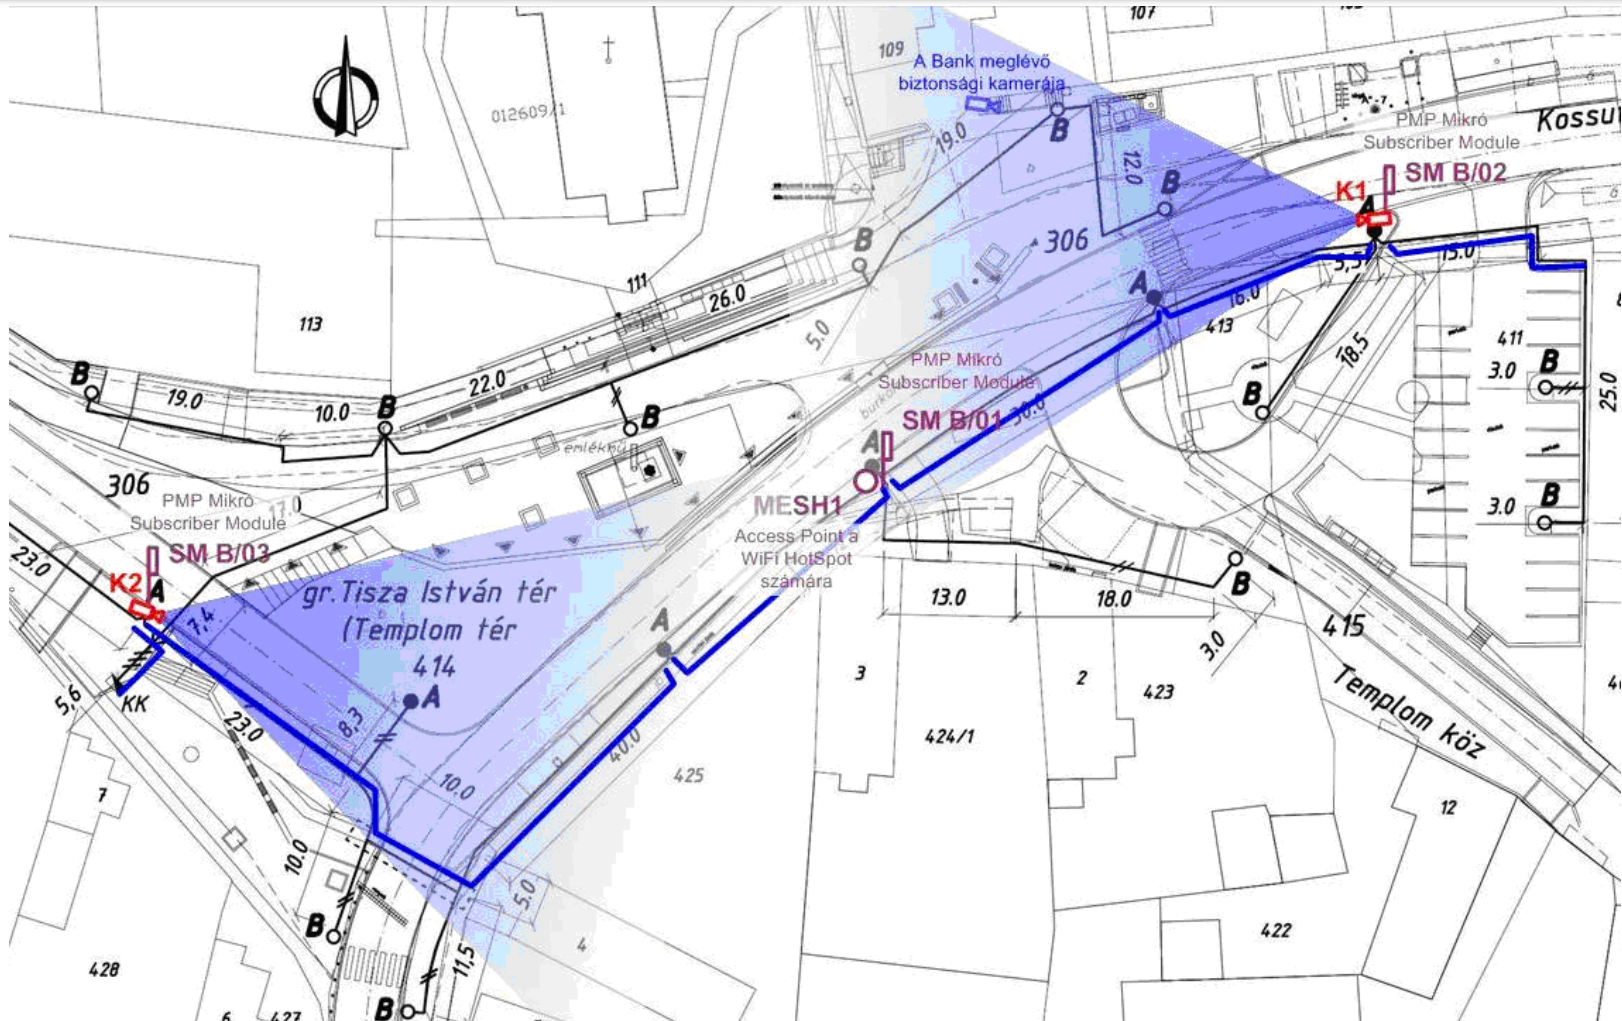 107
109
A Bank meglévő
biztonsági kamerája
012609/1
B
19.0
12.0
B
PMP Mikró
Subscriber Module
SM B/02
K1
A
306
B
111
26.0
5.0
A
3,5
15.0
16.0
413
18.5
411
3.0
B
25.0
113
B
19.0
10.0
22.0
B
B
emlékmű
PMP Mikró
Subscriber Module
SM B/01
30.0
A
B
306
17.0
PMP Mikró
Subscriber Module
SM B/03
23.0
K2
A
7,4
MESH1
Access Point a
WiFi HotSpot
számára
3.0
B
B
13.0
18.0
3.0
415
Templom köz
gr.Tisza István tér
(Templom tér
414
A
A
KK
5,6
23.0
8,3
10.0
40.0
425
3
424/1
2
423
12
7
10.0
B
5.0
4
11,5
B
428
6
427
422